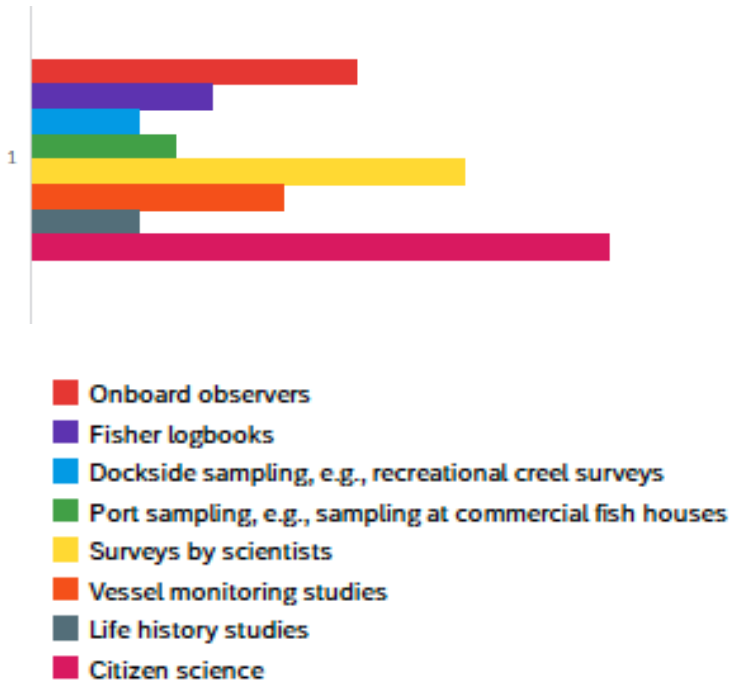 1
Onboard observers
Fisher logbooks
Dockside sampling, e.g., recreational creel surveys
Port sampling, e.g., sampling at commercial fish houses
Surveys by scientists
Vessel monitoring studies
Life history studies
Citizen science